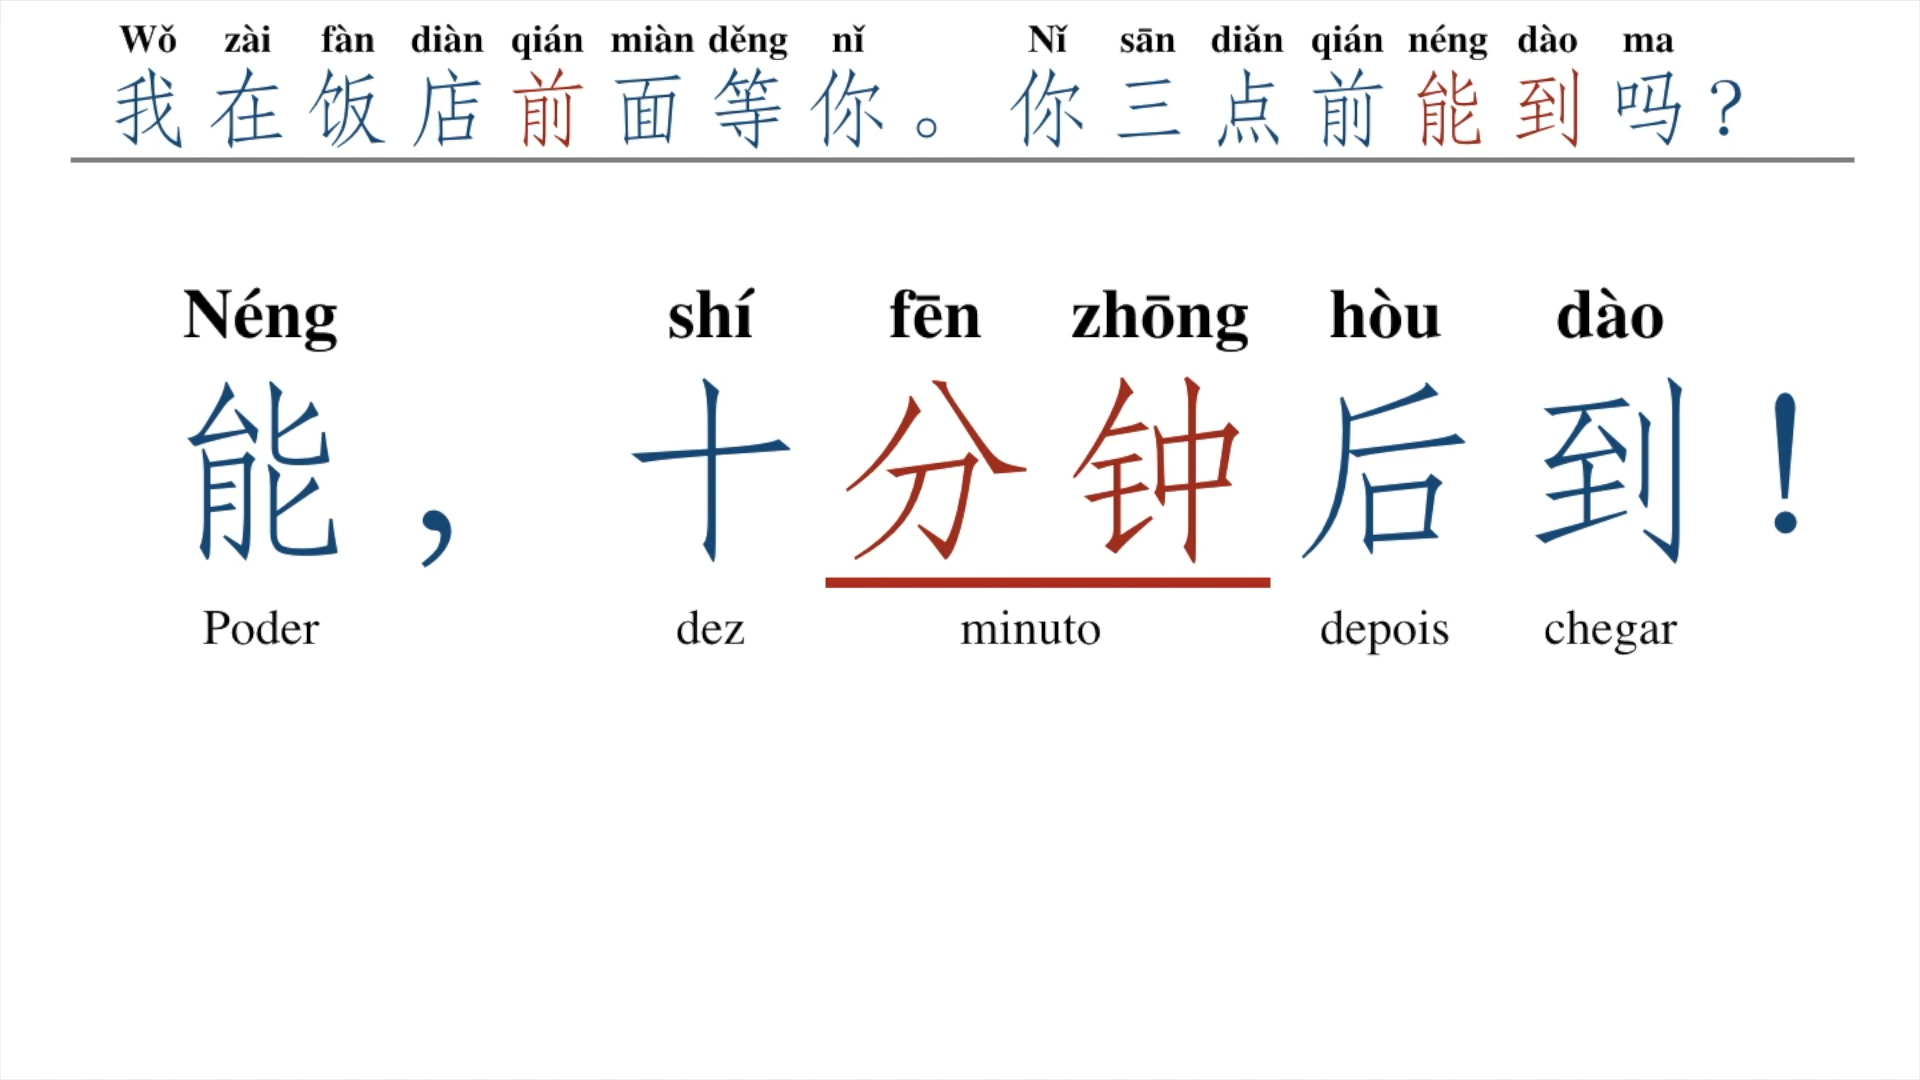 Wǒ zài fàn diàn qián miàn děng nǐ Nǐ sān diǎn qián néng dào ma
我在饭店前面等你。你三点前能到吗？
Néng shí fēn zhōng hòu dào
能，十分钟后到！
Poder dez minuto depois chegar